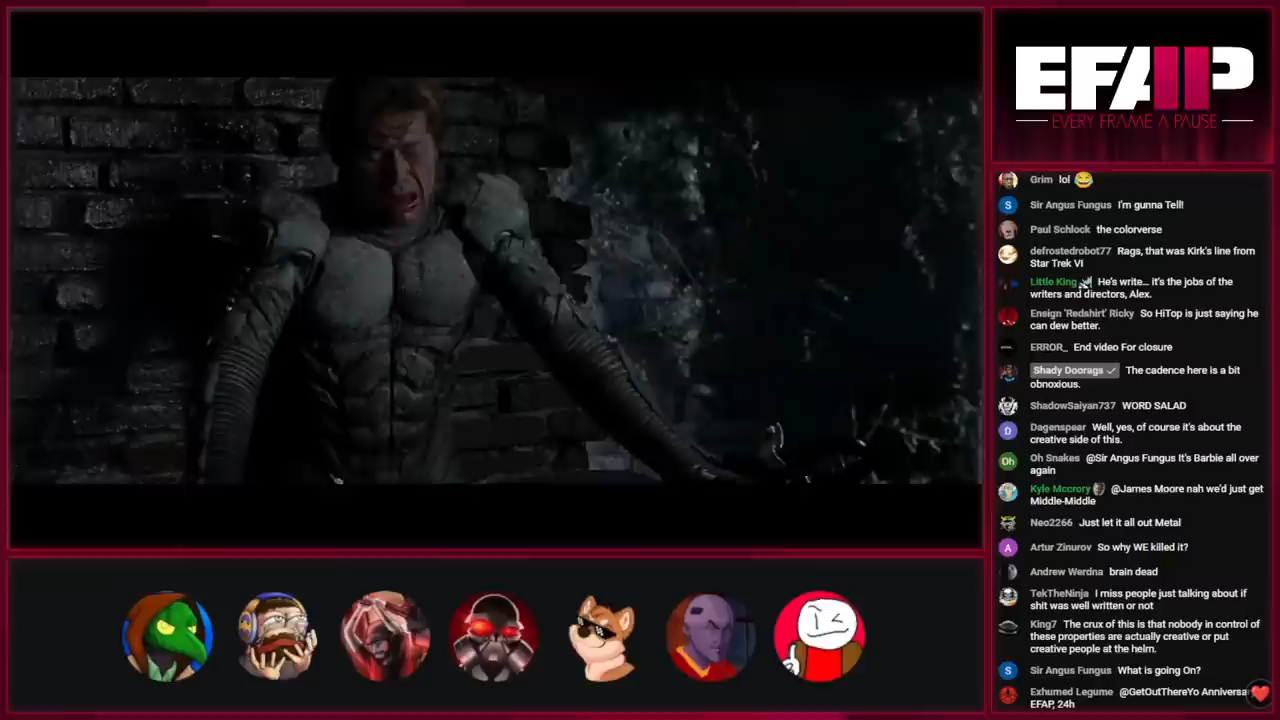 EFAP
EVERY FRAME A PAUSE
Grim lol
S Sir Angus Fungus I'm gunna Tell!
Paul Schlock the colorverse
defrostedrobot77 Rags, that was Kirk's line from
Star Trek VI
Little King He's write... it's the jobs of the
writers and directors, Alex.
Ensign 'Redshirt' Ricky So HiTop is just saying he
can dew better.
ERROR_ End video For closure
Shady Doorags The cadence here is a bit
obnoxious.
ShadowSaiyan737 WORD SALAD
D Dagenspear Well, yes, of course it's about the
creative side of this.
Oh Oh Snakes @Sir Angus Fungus It's Barbie all over
again
Kyle Mccrory @James Moore nah we'd just get
Middle-Middle
Neo2266 Just let it all out Metal
A Artur Zinurov So why WE killed it?
Andrew Werdna brain dead
TekTheNinja I miss people just talking about if
shit was well written or not
King7 The crux of this is that nobody in control of
these properties are actually creative or put
creative people at the helm.
S Sir Angus Fungus What is going On?
Exhumed Legume @GetOutThereYo Anniversa
EFAP, 24h